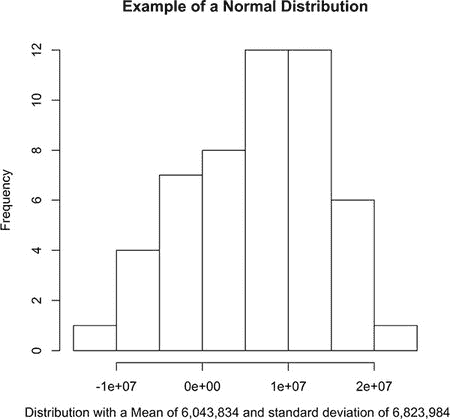 Example of a Normal Distribution
12
10
8
6
4
2
0
Frequency
-1e+07 0e+00 1e+07 2e+07
Distribution with a Mean of 6,043,834 and standard deviation of 6,823,984